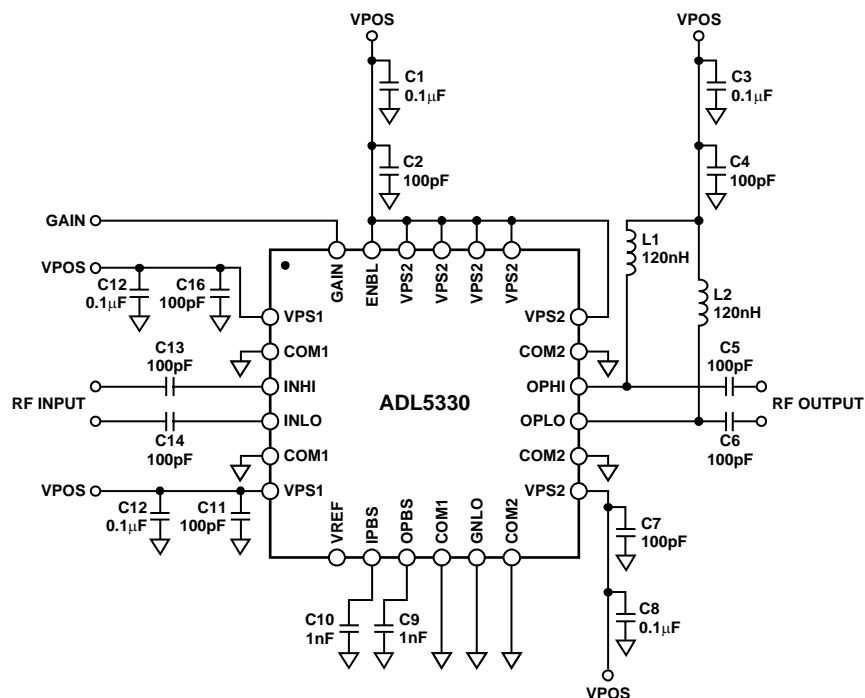 VPOS
VPOS
C1
0.1µF
C3
0.1µF
C2
100pF
C4
100pF
GAIN
L1
120nH
VPOS
C12
0.1µF
C16
100pF
GAIN
ENBL
VPS2
VPS2
VPS2
VPS2
L2
120nH
VPS1
VPS2
COM1
COM2
C13
100pF
C5
100pF
INHI
OPHI
RF INPUT
ADL5330
RF OUTPUT
INLO
OPLO
C14
100pF
C6
100pF
COM1
COM2
VPOS
VPS1
VPS2
C12
0.1µF
C11
100pF
VREF
IPBS
OPBS
COM1
GNLO
COM2
C7
100pF
C10
1nF
C9
1nF
C8
0.1µF
VPOS